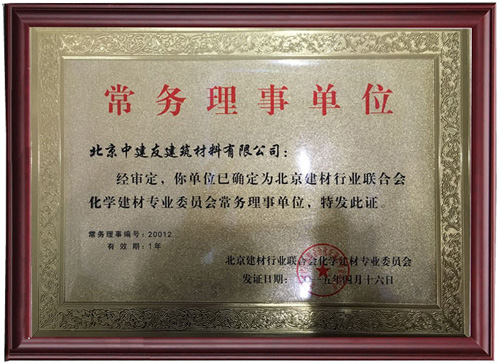 常务理事单位
北京中建友建筑材料有限公司:
经审定，你单位已确定为北京建材行业联合会
化学建材专业委员会常务理事单位，特发此证。
常务理事编号：20012
有效期：1年
北京建材行业联合会化学建材专业委员会
发证日期：二〇一五年四月十六日